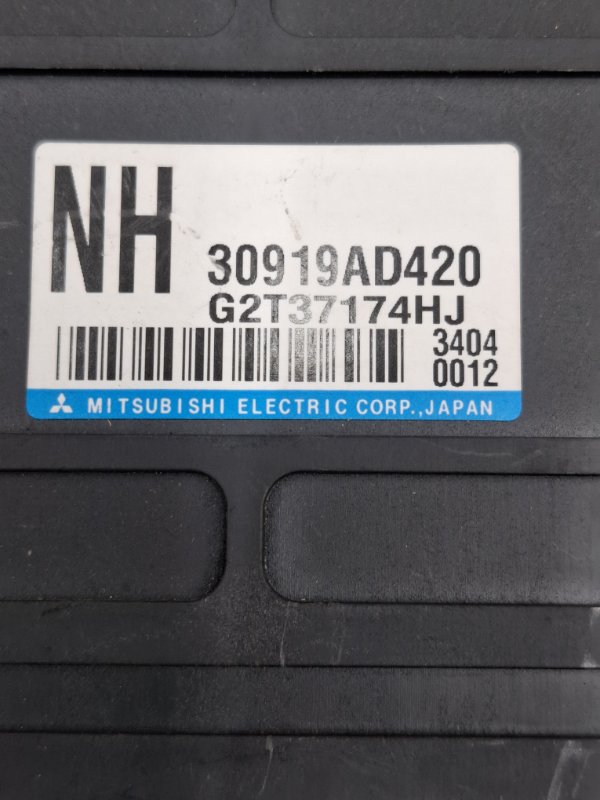 NH
30919AD420
G2T37174HJ
3404
0012
MITSUBISHI ELECTRIC CORP., JAPAN